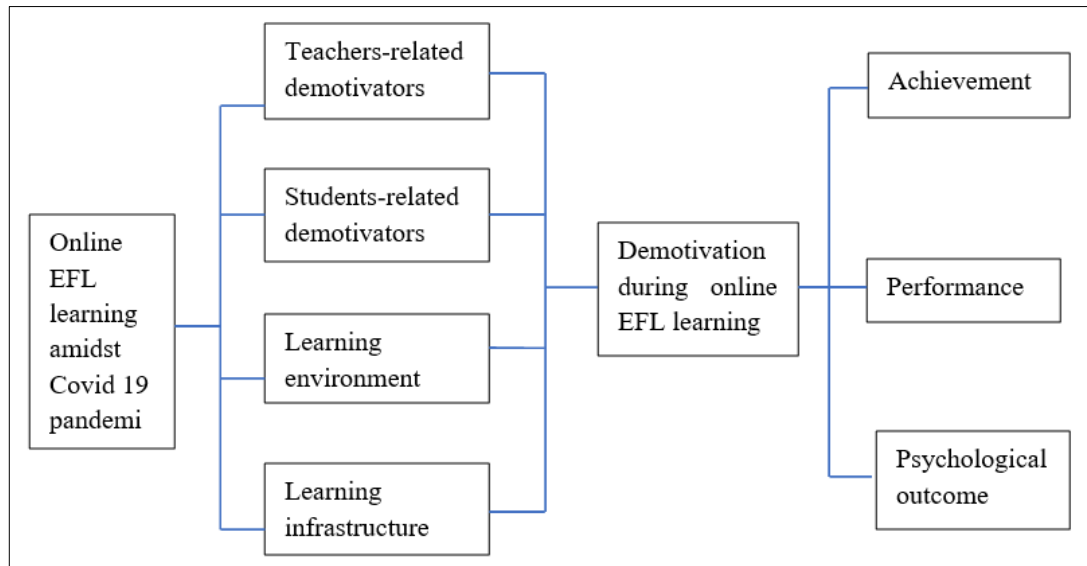 Online
EFL
learning
amidst
Covid 19
pandemi
Teachers-related
demotivators
Students-related
demotivators
Learning
environment
Learning
infrastructure
Demotivation
during online
EFL learning
Achievement
Performance
Psychological
outcome